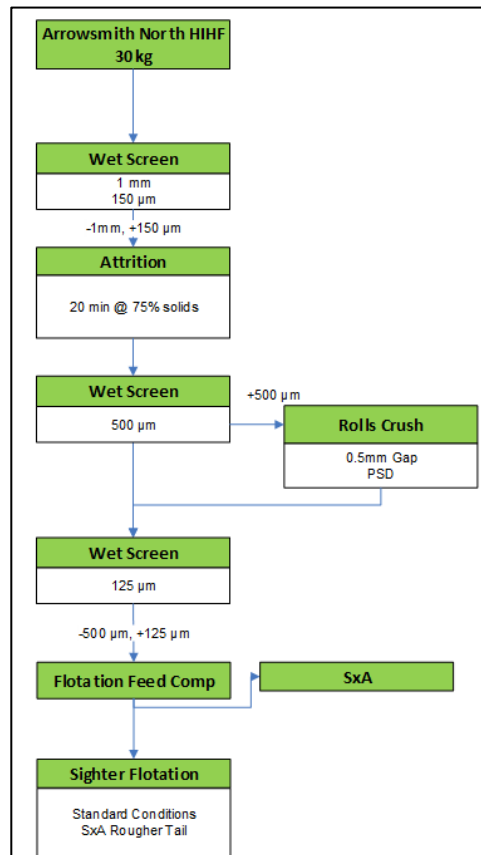 Arrowsmith North HIHF
30kg
Wet Screen
1 mm
150 µm
-1mm, +150 µm
Attrition
20 min @ 75% solids
Wet Screen
500 µm
+500 µm
Rolls Crush
0.5mm Gap
PSD
Wet Screen
125 µm
-500 µm, +125 µm
Flotation Feed Comp
SxA
Sighter Flotation
Standard Conditions
SxA Rougher Tail